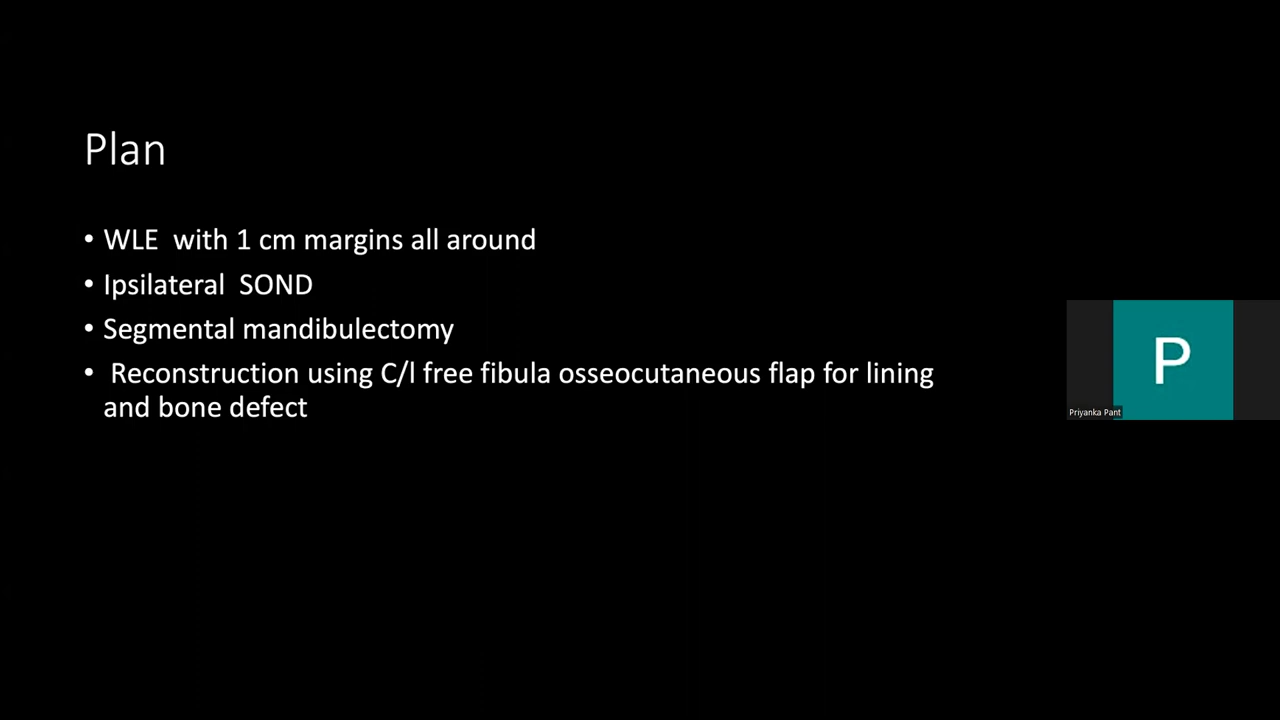 Plan
• WLE  with 1 cm margins all around
• Ipsilateral  SOND
• Segmental mandibulectomy
•  Reconstruction using C/l free fibula osseocutaneous flap for lining
and bone defect
P
Priyanka Pant